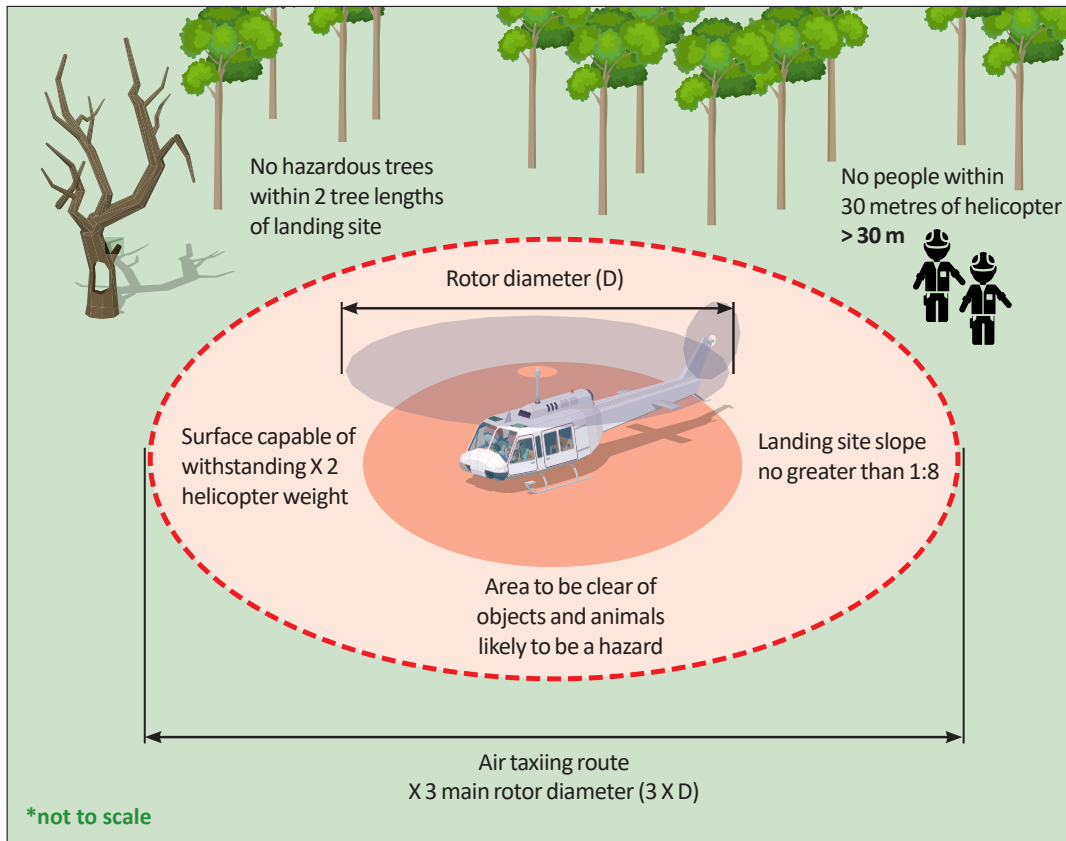 No hazardous trees
within 2 tree lengths
of landing site
No people within
30 metres of helicopter
> 30 m
Rotor diameter (D)
Surface capable of
withstanding X 2
helicopter weight
Landing site slope
no greater than 1:8
Area to be clear of
objects and animals
likely to be a hazard
Air taxiing route
X 3 main rotor diameter (3 X D)
*not to scale